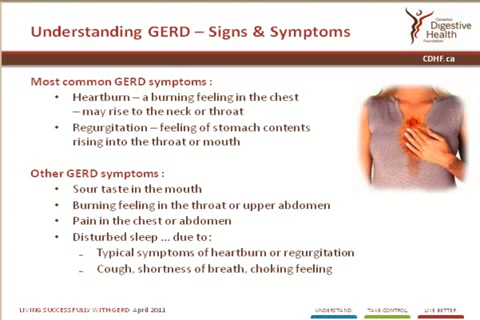 Understanding GERD – Signs & Symptoms
Canadian
Digestive
Health
Foundation
CDHF.ca
Most common GERD symptoms :
• Heartburn – a burning feeling in the chest
– may rise to the neck or throat
• Regurgitation – feeling of stomach contents
rising into the throat or mouth
Other GERD symptoms :
• Sour taste in the mouth
• Burning feeling in the throat or upper abdomen
• Pain in the chest or abdomen
• Disturbed sleep ... due to:
– Typical symptoms of heartburn or regurgitation
– Cough, shortness of breath, choking feeling
LIVING SUCCESSFULLY WITH GERD April 2011
UNDERSTAND. TAKE CONTROL. LIVE BETTER.